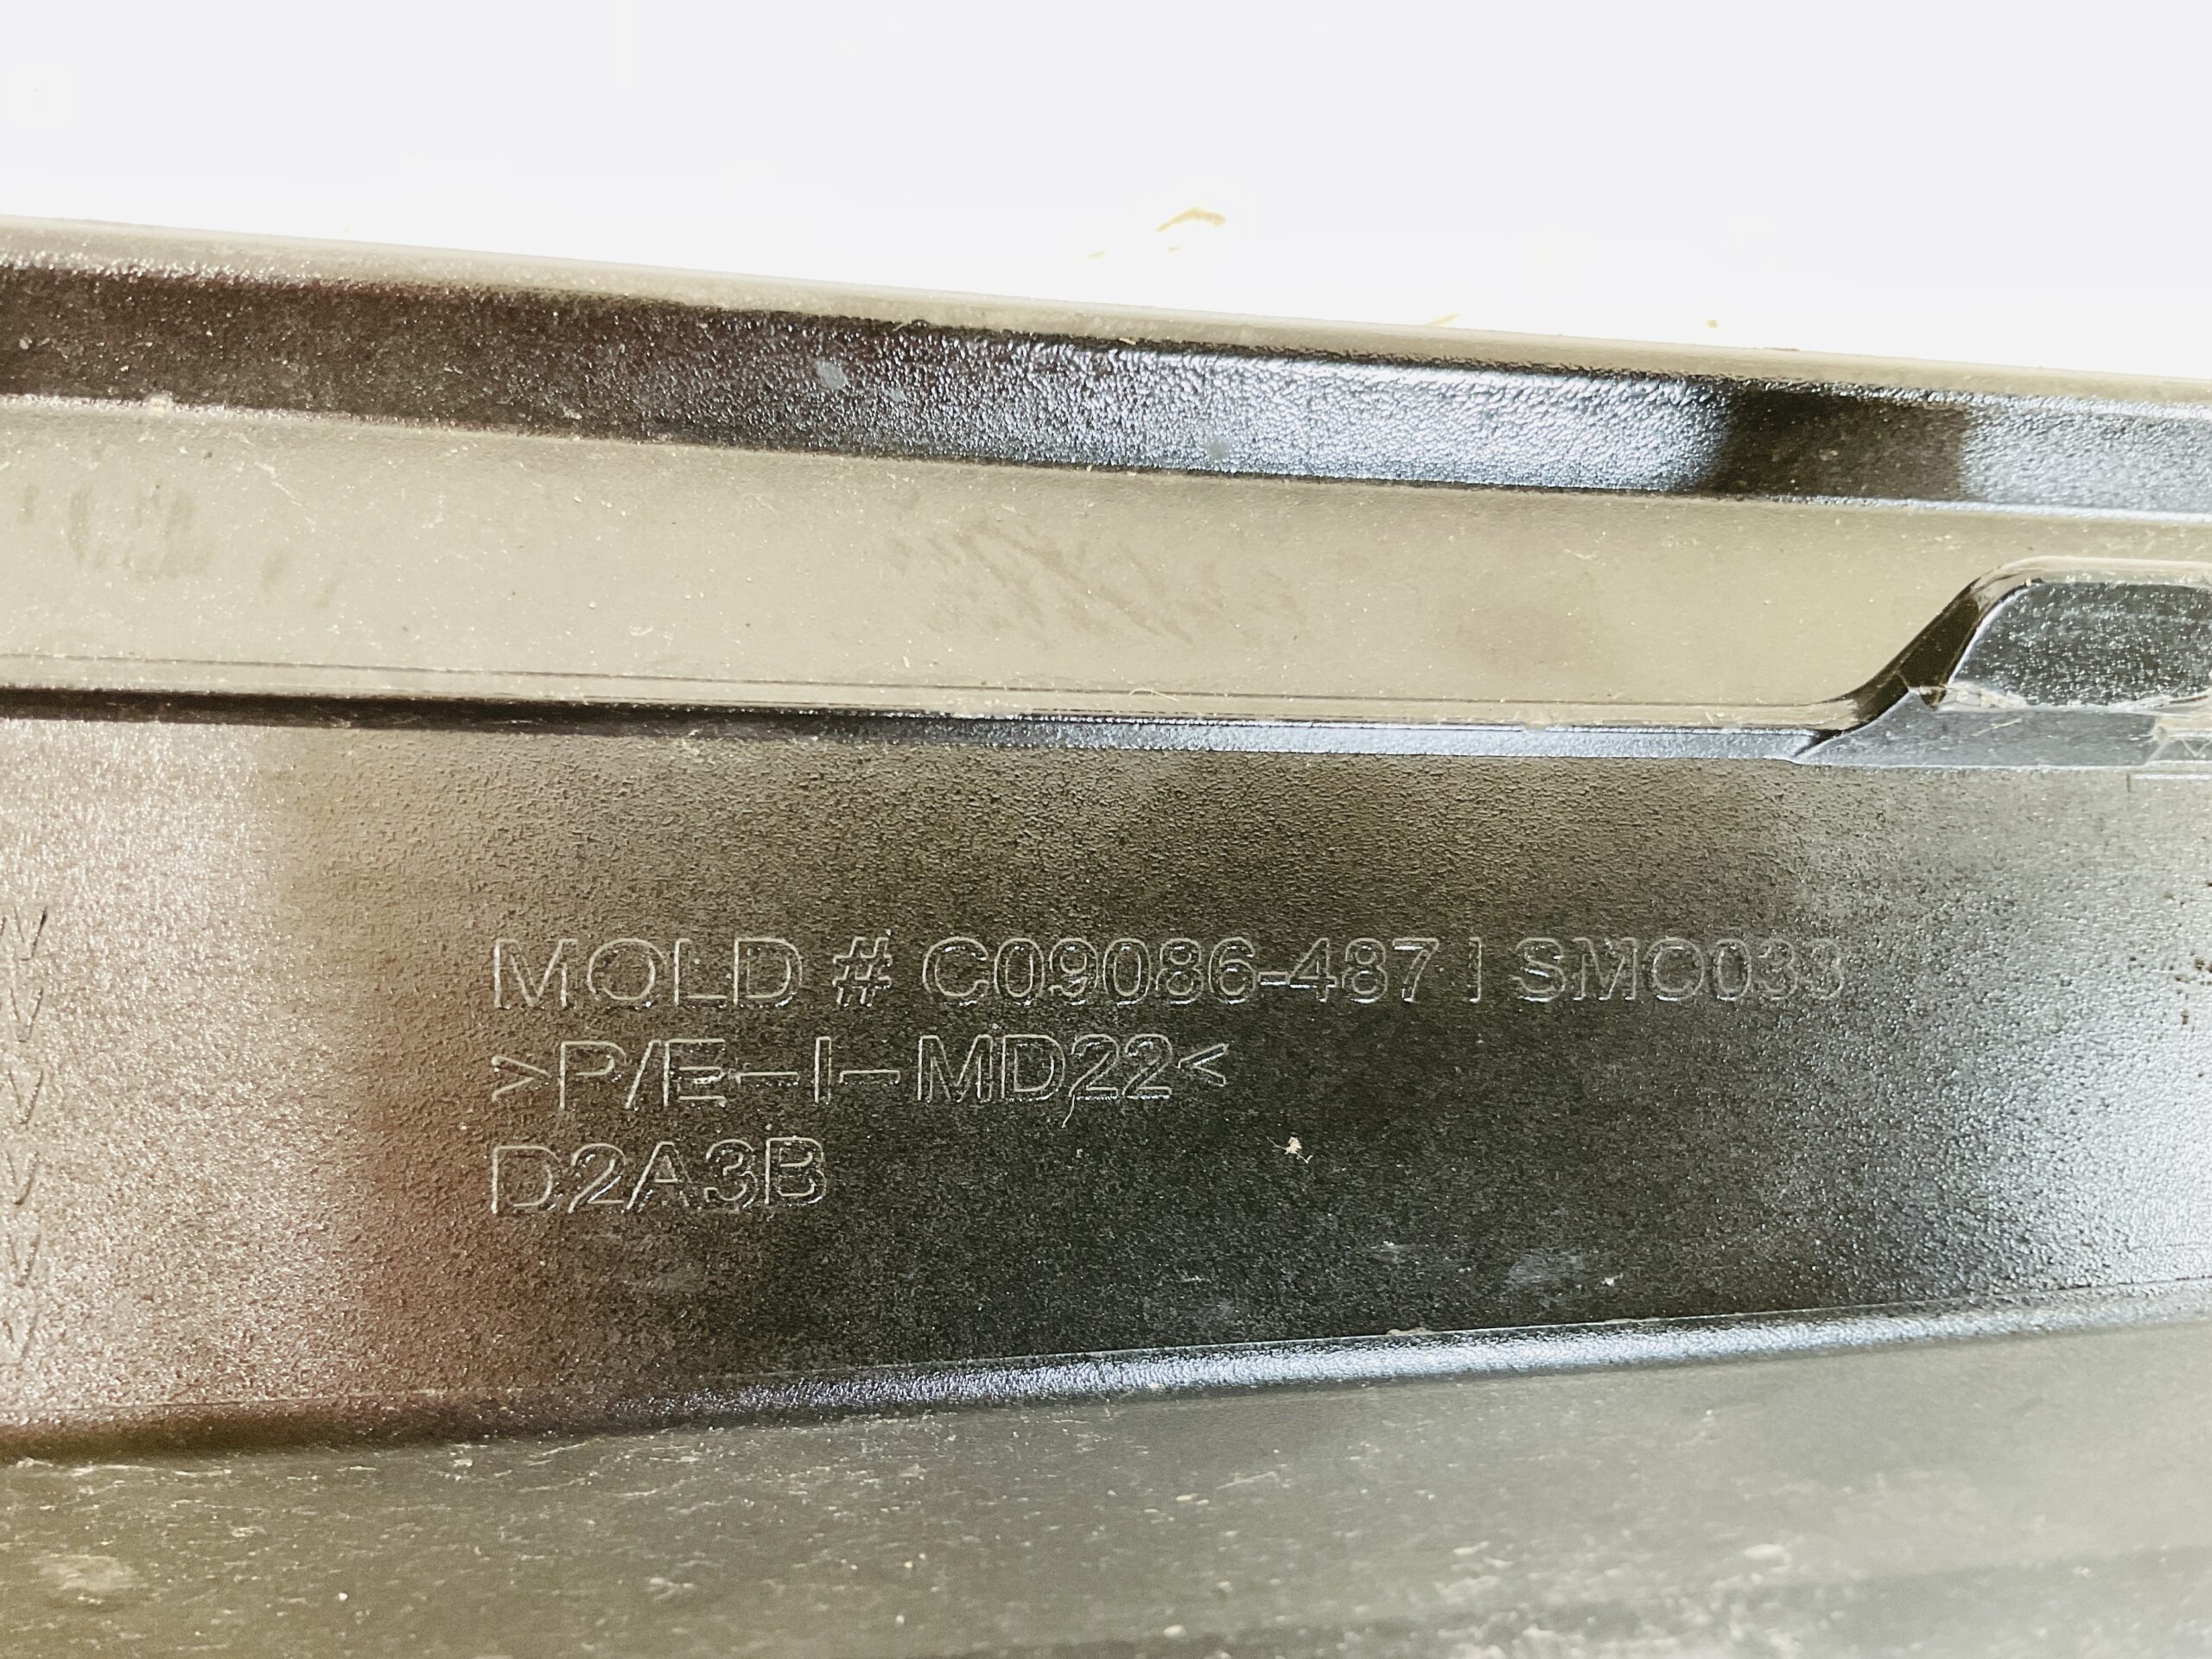 MOLD # C09086-487 | SMC033
>P/E-I-MD22<
D2A3B